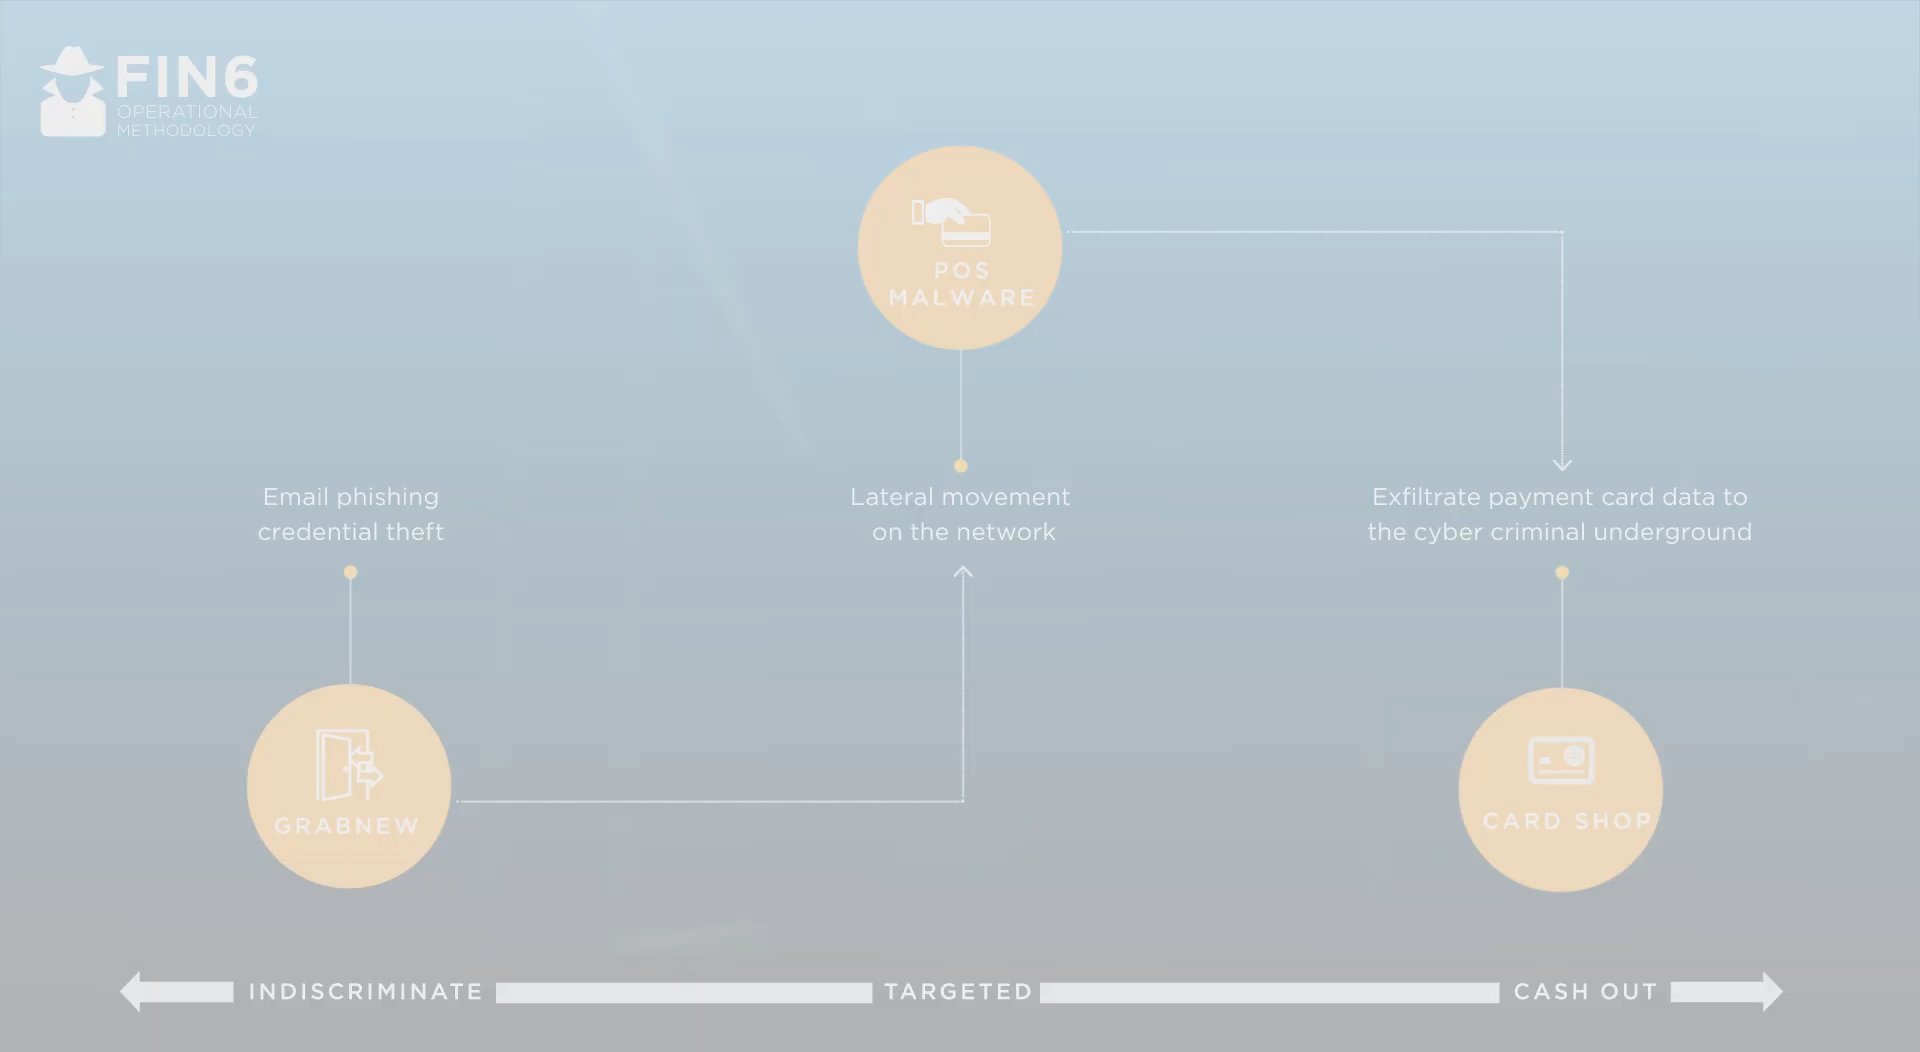 FIN6
OPERATIONAL
METHODOLOGY
POS
MALWARE
Email phishing
credential theft
Lateral movement
on the network
Exfiltrate payment card data to
the cyber criminal underground
GRABNEW
CARD SHOP
INDISCRIMINATE
TARGETED
CASH OUT